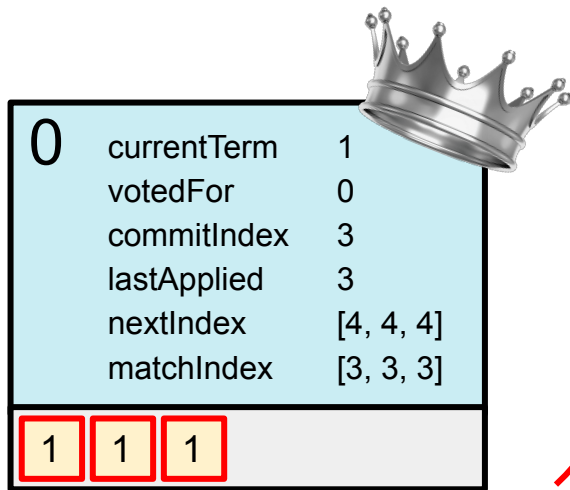 0
currentTerm 1
votedFor 0
commitIndex 3
lastApplied 3
nextIndex [4, 4, 4]
matchIndex [3, 3, 3]
1 1 1